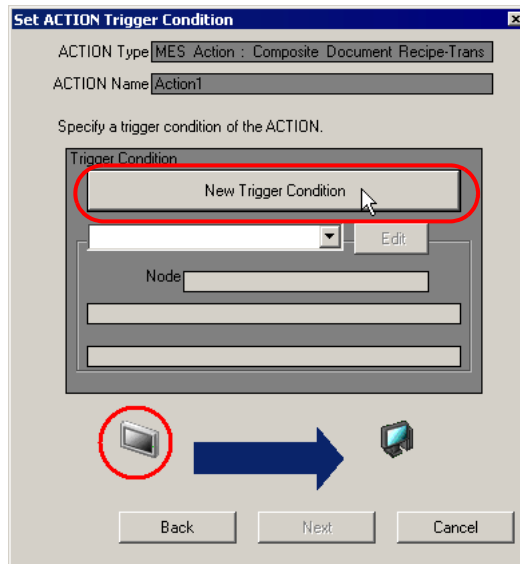 Set ACTION Trigger Condition
ACTION Type MES Action : Composite Document Recipe-Trans
ACTION Name Action1
Specify a trigger condition of the ACTION.
Trigger Condition
New Trigger Condition
Edit
Node
Back Next Cancel